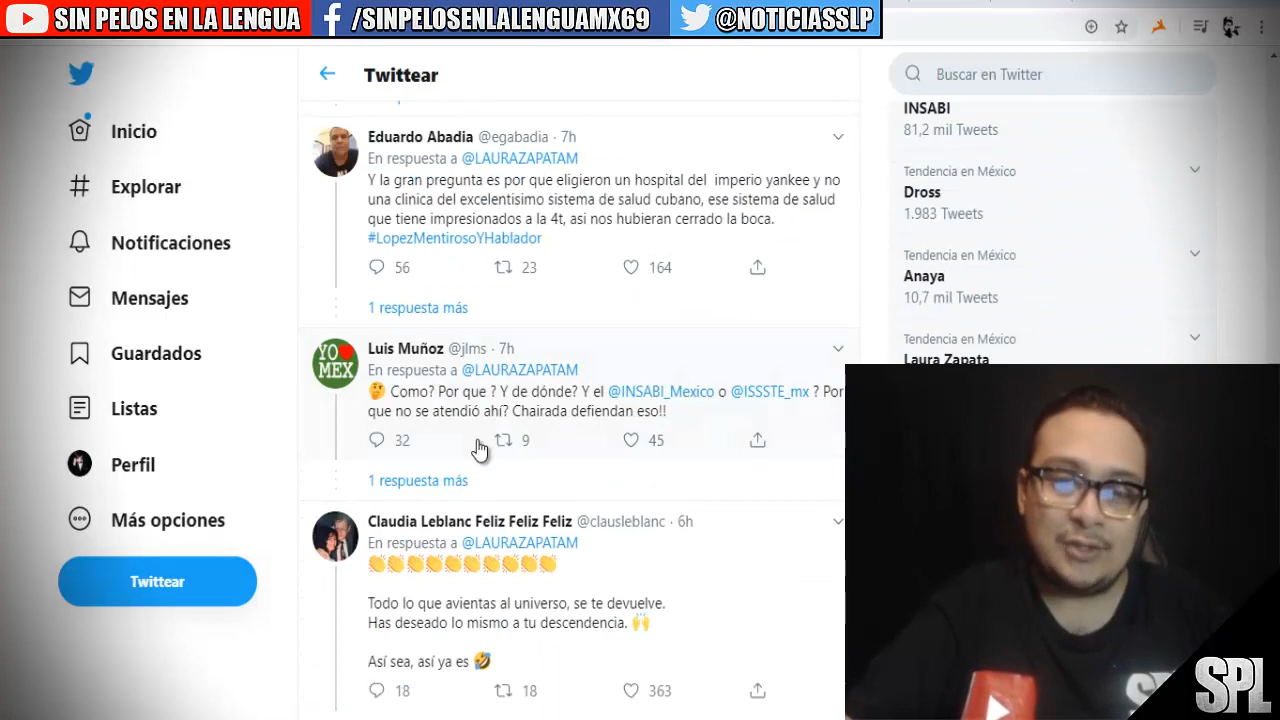 SIN PELOS EN LA LENGUA
/SINPELOSENLALENGUAMX69
@NOTICIASSLP
Twittear
Buscar en Twitter
Inicio
Explorar
Notificaciones
Mensajes
Guardados
Listas
Perfil
Más opciones
Twittear
Eduardo Abadia @egabadia · 7h
En respuesta a @LAURAZAPATAM
Y la gran pregunta es por que eligieron un hospital del imperio yankee y no
una clinica del excelentisimo sistema de salud cubano, ese sistema de salud
que tiene impresionados a la 4t, asi nos hubieran cerrado la boca.
#LopezMentirosoYHablador
56 23 164
1 respuesta más
Luis Muñoz @jlms · 7h
En respuesta a @LAURAZAPATAM
🤔 Como? Por que ? Y de dónde? Y el @INSABI_Mexico o @ISSSTE_mx ? Por
que no se atendió ahí? Chairada defiendan eso!!
32 9 45
1 respuesta más
Claudia Leblanc Feliz Feliz Feliz @clausleblanc · 6h
En respuesta a @LAURAZAPATAM
👏👏👏👏👏👏👏👏👏👏
Todo lo que avientas al universo, se te devuelve.
Has deseado lo mismo a tu descendencia. 🙌
Así sea, así ya es 🤣
18 18 363
INSABI
81,2 mil Tweets
Tendencia en México
Dross
1.983 Tweets
Tendencia en México
Anaya
10,7 mil Tweets
Tendencia en México
Laura Zapata
YO ❤ MEX
SPL